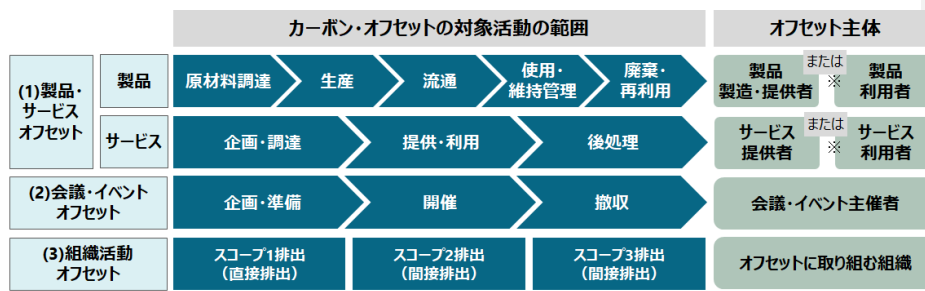 カーボン・オフセットの対象活動の範囲
オフセット主体
(1)製品・
サービス
オフセット
製品
原材料調達
生産
流通
使用・
維持管理
廃棄・
再利用
製品
製造・提供者
または
※
製品
利用者
サービス
企画・調達
提供・利用
後処理
サービス
提供者
または
※
サービス
利用者
(2)会議・イベント
オフセット
企画・準備
開催
撤収
会議・イベント主催者
(3)組織活動
オフセット
スコープ1排出
(直接排出)
スコープ2排出
(間接排出)
スコープ3排出
(間接排出)
オフセットに取り組む組織